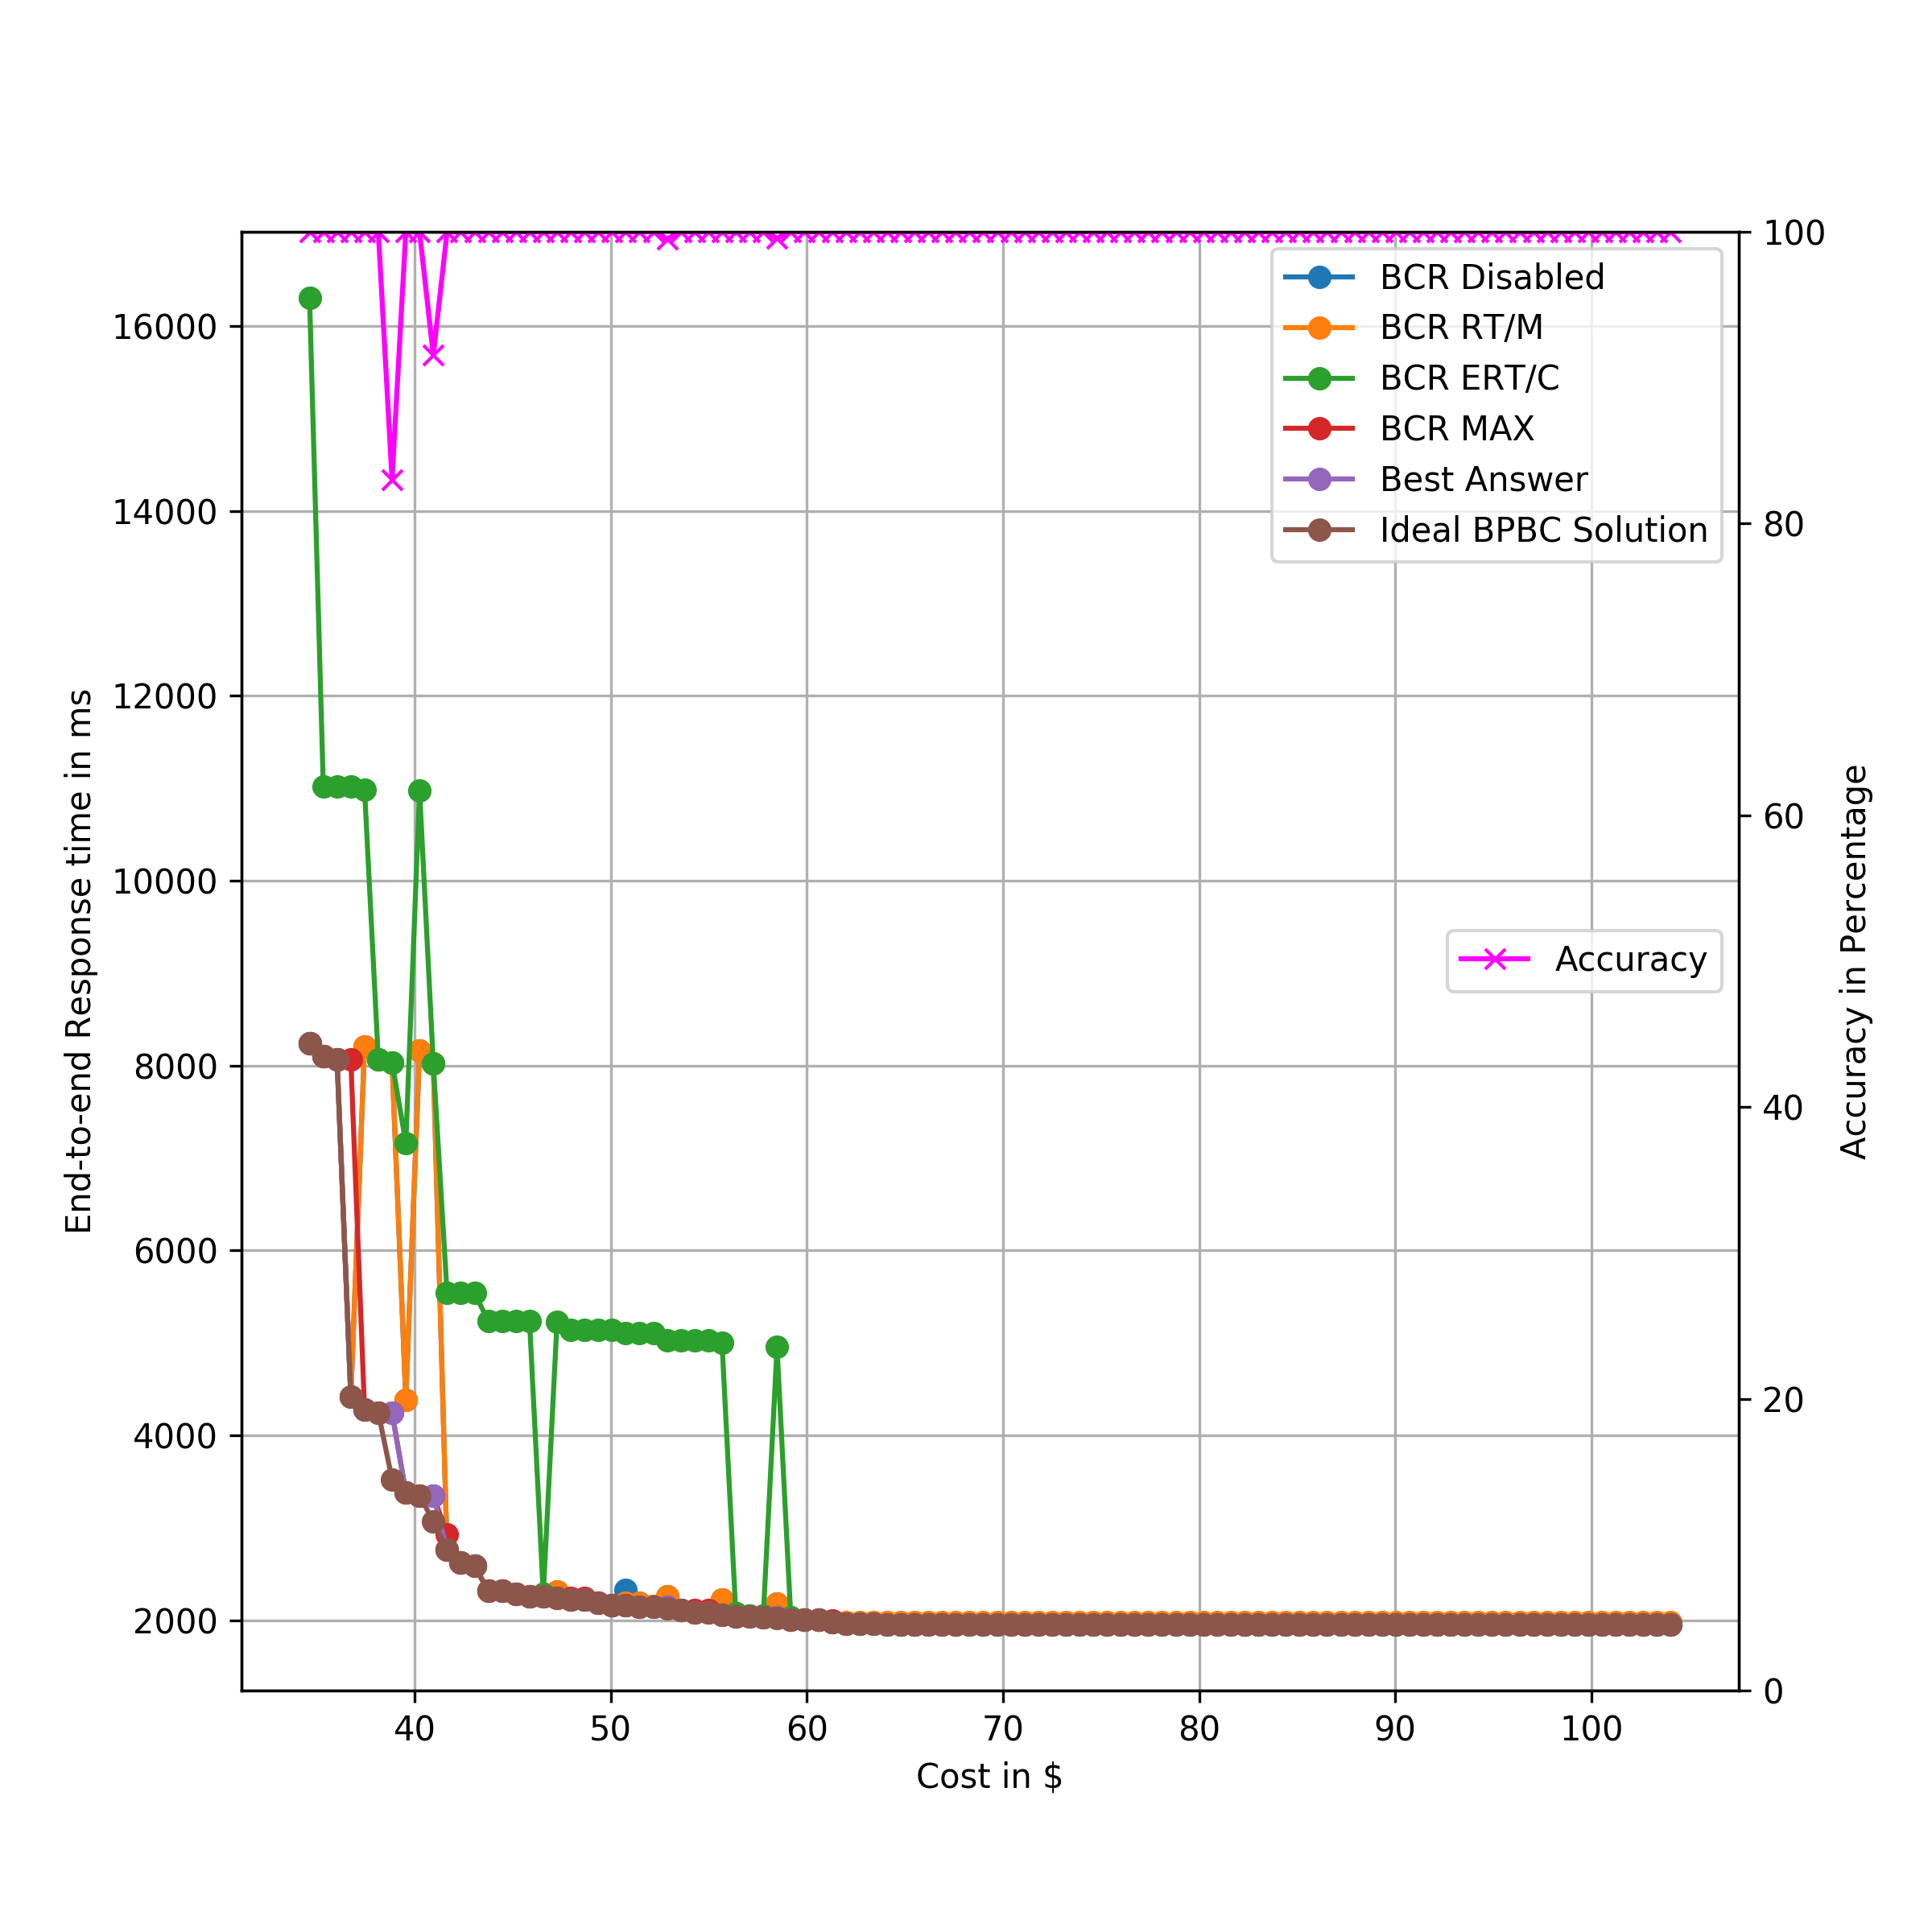 16000
14000
12000
10000
8000
6000
4000
2000
End-to-end Response time in ms
40
50
60
70
80
90
100
Cost in $
100
80
60
40
20
0
Accuracy in Percentage
BCR Disabled
BCR RT/M
BCR ERT/C
BCR MAX
Best Answer
Ideal BPBC Solution
Accuracy